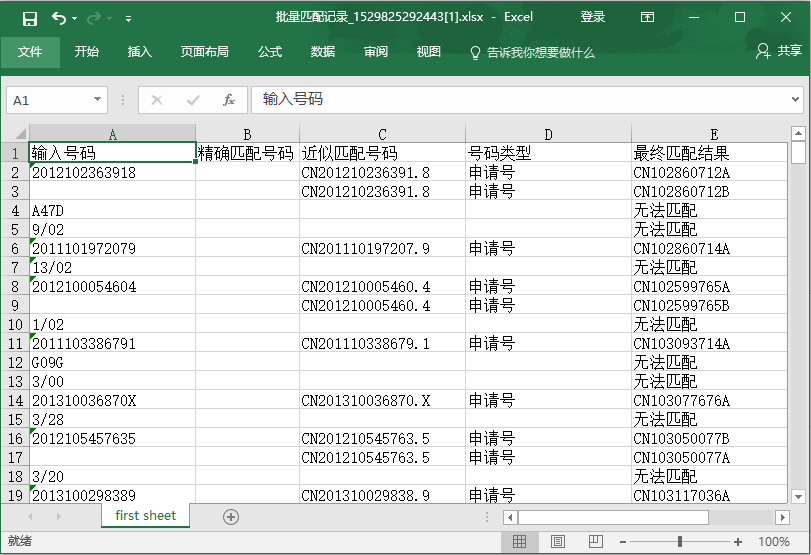 批量匹配记录_1529825292443[1].xlsx - Excel 登录
文件 开始 插入 页面布局 公式 数据 审阅 视图 告诉我你想要做什么 共享
A1 fx 输入号码
A B C D E
1 输入号码 精确匹配号码 近似匹配号码 号码类型 最终匹配结果
2 2012102363918 CN201210236391.8 申请号 CN102860712A
3 CN201210236391.8 申请号 CN102860712B
4 A47D 无法匹配
5 9/02 无法匹配
6 2011101972079 CN201110197207.9 申请号 CN102860714A
7 13/02 无法匹配
8 2012100054604 CN201210005460.4 申请号 CN102599765A
9 CN201210005460.4 申请号 CN102599765B
10 1/02 无法匹配
11 2011103386791 CN201110338679.1 申请号 CN103093714A
12 G09G 无法匹配
13 3/00 无法匹配
14 201310036870X CN201310036870.X 申请号 CN103077676A
15 3/28 无法匹配
16 2012105457635 CN201210545763.5 申请号 CN103050077B
17 CN201210545763.5 申请号 CN103050077A
18 3/20 无法匹配
19 2013100298389 CN201310029838.9 申请号 CN103117036A
first sheet
就绪 100%